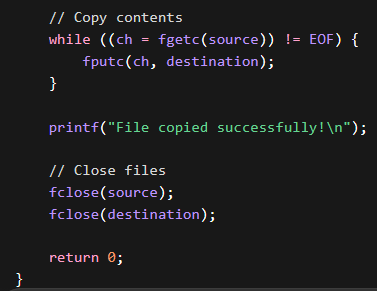 // Copy contents
while ((ch = fgetc(source)) != EOF) {
fputc(ch, destination);
}
printf("File copied successfully!\n");
// Close files
fclose(source);
fclose(destination);
return 0;
}